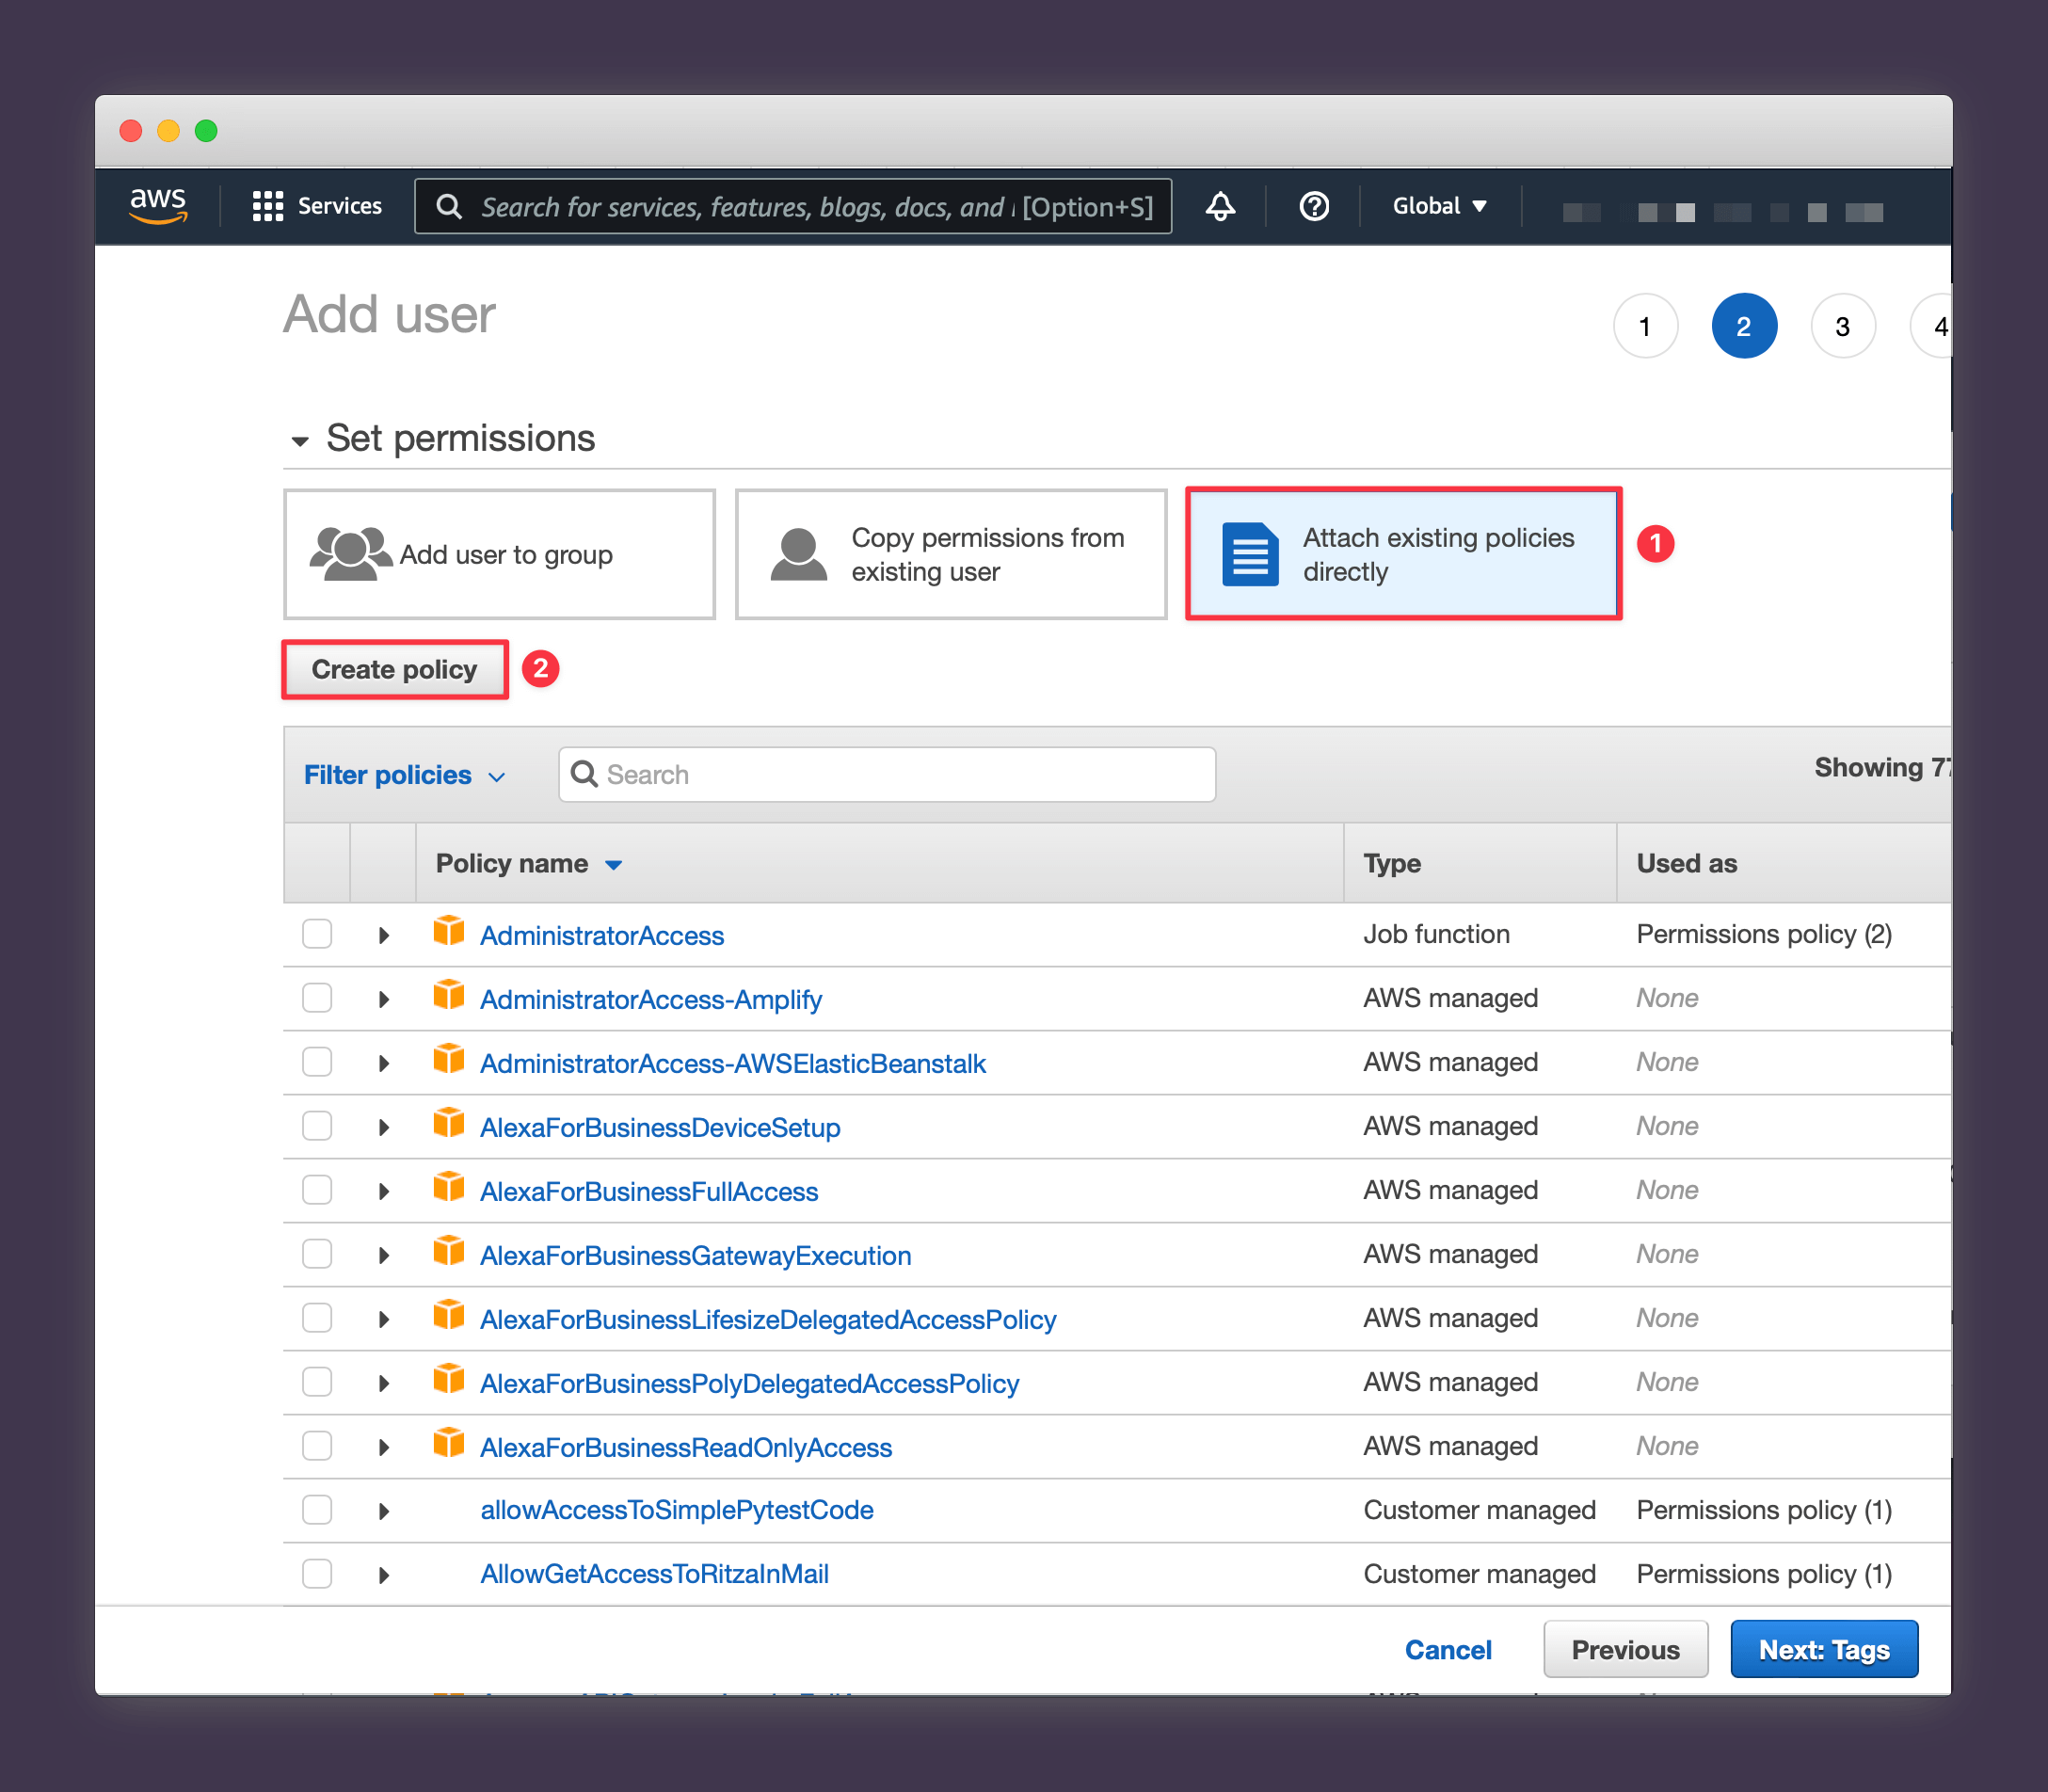 aws
Services
Search for services, features, blogs, docs, and [Option+S]
Global
Add user
1
2
3
4
Set permissions
Add user to group
Copy permissions from
existing user
Attach existing policies
directly
1
Create policy
2
Filter policies
Search
Showing 77
Policy name
Type
Used as
AdministratorAccess
Job function
Permissions policy (2)
AdministratorAccess-Amplify
AWS managed
None
AdministratorAccess-AWSElasticBeanstalk
AWS managed
None
AlexaForBusinessDeviceSetup
AWS managed
None
AlexaForBusinessFullAccess
AWS managed
None
AlexaForBusinessGatewayExecution
AWS managed
None
AlexaForBusinessLifesizeDelegatedAccessPolicy
AWS managed
None
AlexaForBusinessPolyDelegatedAccessPolicy
AWS managed
None
AlexaForBusinessReadOnlyAccess
AWS managed
None
allowAccessToSimplePytestCode
Customer managed
Permissions policy (1)
AllowGetAccessToRitzaInMail
Customer managed
Permissions policy (1)
Cancel
Previous
Next: Tags